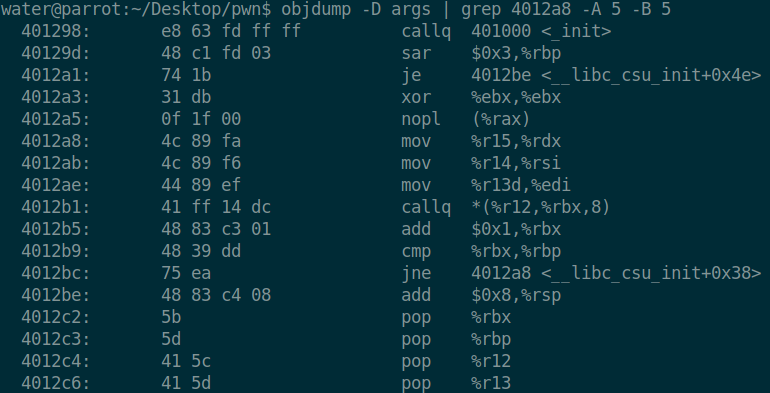 water@parrot:~/Desktop/pwn$ objdump -D args | grep 4012a8 -A 5 -B 5
401298: e8 63 fd ff ff callq 401000 <_init>
40129d: 48 c1 fd 03 sar $0x3,%rbp
4012a1: 74 1b je 4012be <__libc_csu_init+0x4e>
4012a3: 31 db xor %ebx,%ebx
4012a5: 0f 1f 00 nopl (%rax)
4012a8: 4c 89 fa mov %r15,%rdx
4012ab: 4c 89 f6 mov %r14,%rsi
4012ae: 44 89 ef mov %r13d,%edi
4012b1: 41 ff 14 dc callq *(%r12,%rbx,8)
4012b5: 48 83 c3 01 add $0x1,%rbx
4012b9: 48 39 dd cmp %rbx,%rbp
4012bc: 75 ea jne 4012a8 <__libc_csu_init+0x38>
4012be: 48 83 c4 08 add $0x8,%rsp
4012c2: 5b pop %rbx
4012c3: 5d pop %rbp
4012c4: 41 5c pop %r12
4012c6: 41 5d pop %r13